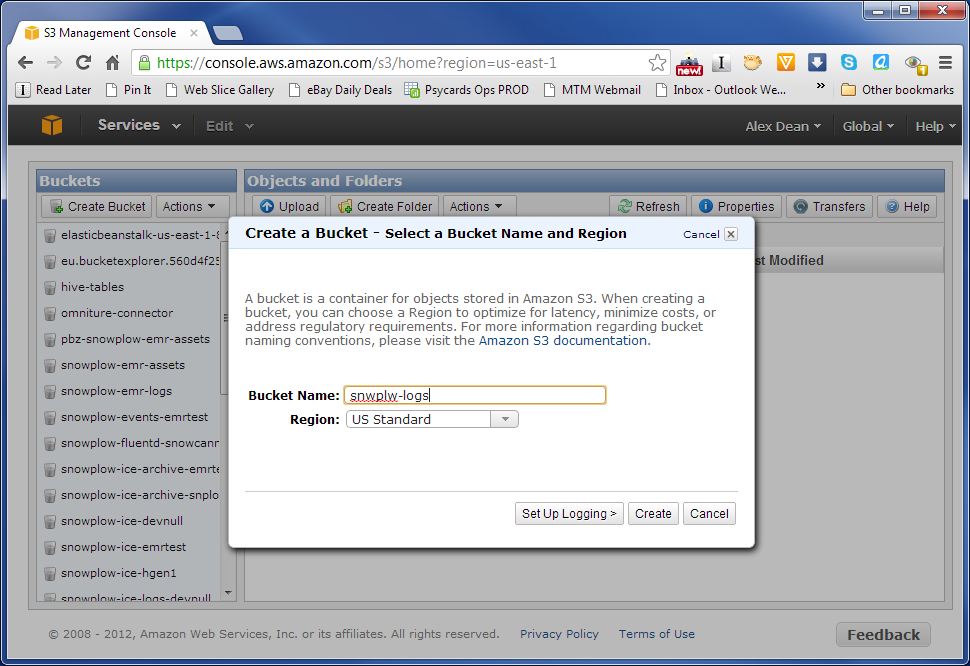 S3 Management Console
https://console.aws.amazon.com/s3/home?region=us-east-1
new!
I Read Later Pin It Web Slice Gallery eBay Daily Deals Psycards Ops PROD MTM Webmail Inbox - Outlook We... » Other bookmarks
Services Edit Alex Dean Global Help
Buckets
Objects and Folders
Create Bucket Actions
Upload Create Folder Actions Refresh Properties Transfers Help
elasticbeanstalk-us-east-1-8
eu.bucketexplorer.560d4f25
hive-tables
omniture-connector
pbz-snowplow-emr-assets
snowplow-emr-assets
snowplow-emr-logs
snowplow-events-emrtest
snowplow-fluentd-snowcann
snowplow-ice-archive-emrte
snowplow-ice-archive-snplo
snowplow-ice-devnull
snowplow-ice-emrtest
snowplow-ice-hgen1
snowplow-ice-logs-devnull
st Modified
Create a Bucket - Select a Bucket Name and Region
Cancel
A bucket is a container for objects stored in Amazon S3. When creating a
bucket, you can choose a Region to optimize for latency, minimize costs, or
address regulatory requirements. For more information regarding bucket
naming conventions, please visit the Amazon S3 documentation.
Bucket Name: snwplw-logs
Region: US Standard
Set Up Logging > Create Cancel
© 2008 - 2012, Amazon Web Services, Inc. or its affiliates. All rights reserved. Privacy Policy Terms of Use
Feedback